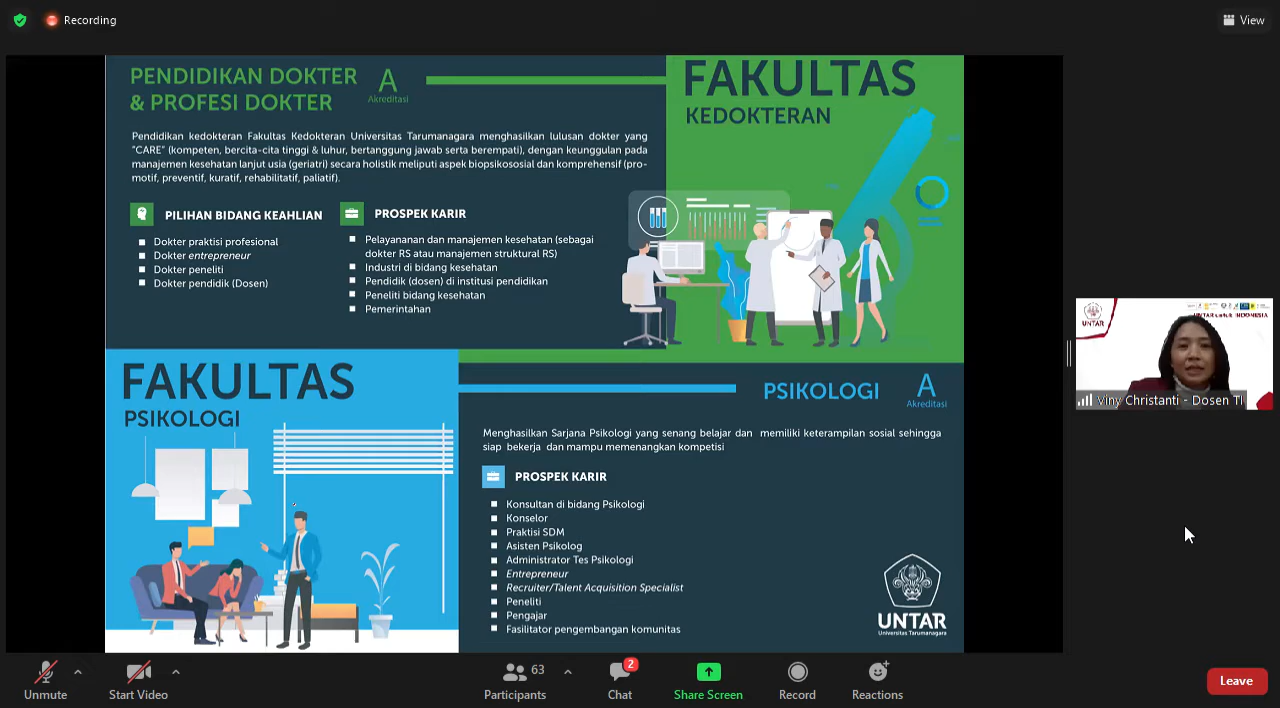 Recording
View
PENDIDIKAN DOKTER
& PROFESI DOKTER
A
Akreditasi
Pendidikan kedokteran Fakultas Kedokteran Universitas Tarumanagara menghasilkan lulusan dokter yang
"CARE" (kompeten, bercita-cita tinggi & luhur, bertanggung jawab serta berempati), dengan keunggulan pada
manajemen kesehatan lanjut usia (geriatri) secara holistik meliputi aspek biopsikososial dan komprehensif (pro-
motif, preventif, kuratif, rehabilitatif, paliatif).
PILIHAN BIDANG KEAHLIAN
Dokter praktisi profesional
Dokter entrepreneur
Dokter peneliti
Dokter pendidik (Dosen)
PROSPEK KARIR
Pelayananan dan manajemen kesehatan (sebagai
dokter RS atau manajemen struktural RS)
Industri di bidang kesehatan
Pendidik (dosen) di institusi pendidikan
Peneliti bidang kesehatan
Pemerintahan
FAKULTAS
KEDOKTERAN
FAKULTAS
PSIKOLOGI
PSIKOLOGI
A
Akreditasi
Menghasilkan Sarjana Psikologi yang senang belajar dan memiliki keterampilan sosial sehingga
siap bekerja dan mampu memenangkan kompetisi
PROSPEK KARIR
Konsultan di bidang Psikologi
Konselor
Praktisi SDM
Asisten Psikolog
Administrator Tes Psikologi
Entrepreneur
Recruiter/Talent Acquisition Specialist
Peneliti
Pengajar
Fasilitator pengembangan komunitas
UNTAR
Universitas Tarumanagara
UNTAR
UNTAR untuk INDONESIA
Viny Christanti - Dosen TI
Unmute
Start Video
63
Participants
2
Chat
Share Screen
Record
Reactions
Leave